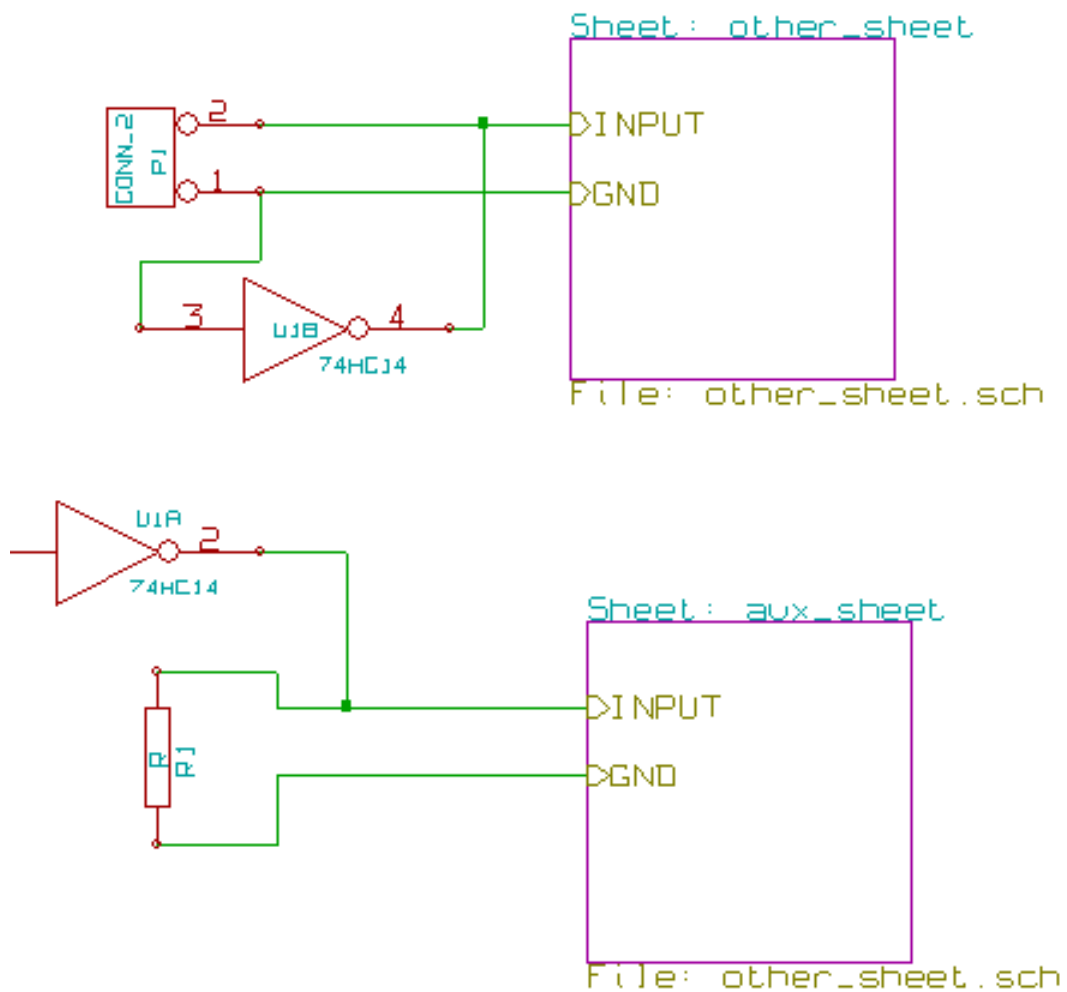 Sheet: other_sheet
CONN_2
P1
2
1
INPUT
GND
3
U1B
4
74HC14
File: other_sheet.sch
U1A
2
74HC14
Sheet: aux_sheet
R
R1
INPUT
GND
File: other_sheet.sch